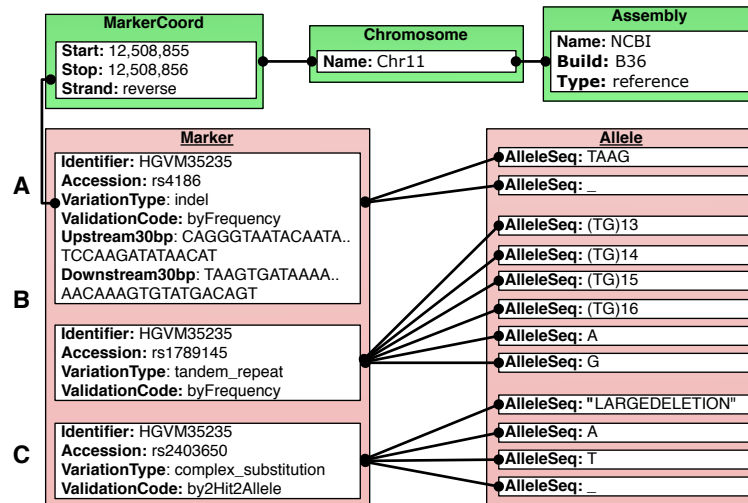 MarkerCoord
Start: 12,508,855
Stop: 12,508,856
Strand: reverse
Chromosome
Name: Chr11
Assembly
Name: NCBI
Build: B36
Type: reference
Marker
A
Identifier: HGVM35235
Accession: rs4186
VariationType: indel
ValidationCode: byFrequency
Upstream30bp: CAGGGTAATACAATA..
TCCAAGATATAACAT
Downstream30bp: TAAGTGATAAAA..
AACAAAGTGTATGACAGT
B
Identifier: HGVM35235
Accession: rs1789145
VariationType: tandem_repeat
ValidationCode: byFrequency
C
Identifier: HGVM35235
Accession: rs2403650
VariationType: complex_substitution
ValidationCode: by2Hit2Allele
Allele
AlleleSeq: TAAG
AlleleSeq: _
AlleleSeq: (TG)13
AlleleSeq: (TG)14
AlleleSeq: (TG)15
AlleleSeq: (TG)16
AlleleSeq: A
AlleleSeq: G
AlleleSeq: "LARGEDELETION"
AlleleSeq: A
AlleleSeq: T
AlleleSeq: _